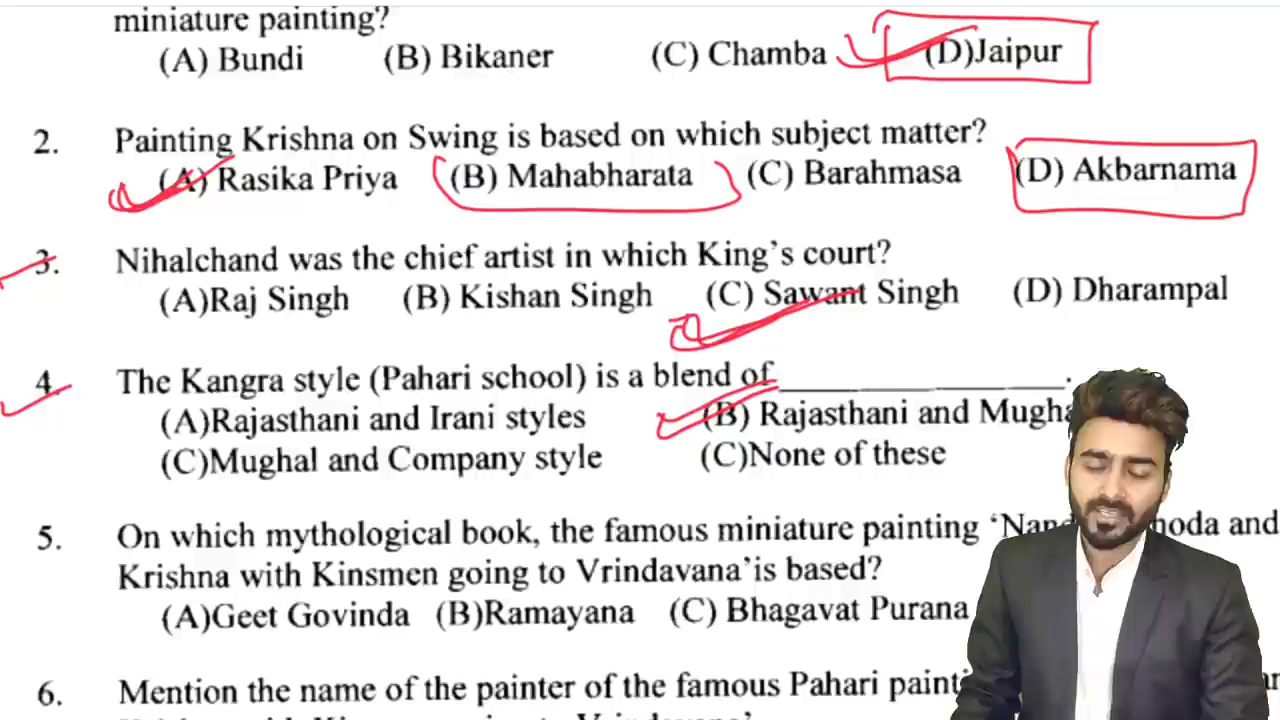 miniature painting?
(A) Bundi (B) Bikaner (C) Chamba (D)Jaipur
2. Painting Krishna on Swing is based on which subject matter?
(A) Rasika Priya (B) Mahabharata (C) Barahmasa (D) Akbarnama
3. Nihalchand was the chief artist in which King's court?
(A)Raj Singh (B) Kishan Singh (C) Sawant Singh (D) Dharampal
4. The Kangra style (Pahari school) is a blend of ________________.
(A)Rajasthani and Irani styles (B) Rajasthani and
(C)Mughal and Company style (C)None of these
5. On which mythological book, the famous miniature painting and
Krishna with Kinsmen going to Vrindavana'is based?
(A)Geet Govinda (B)Ramayana (C) Bhagavat Purana
6. Mention the name of the painter of the famous Pahari